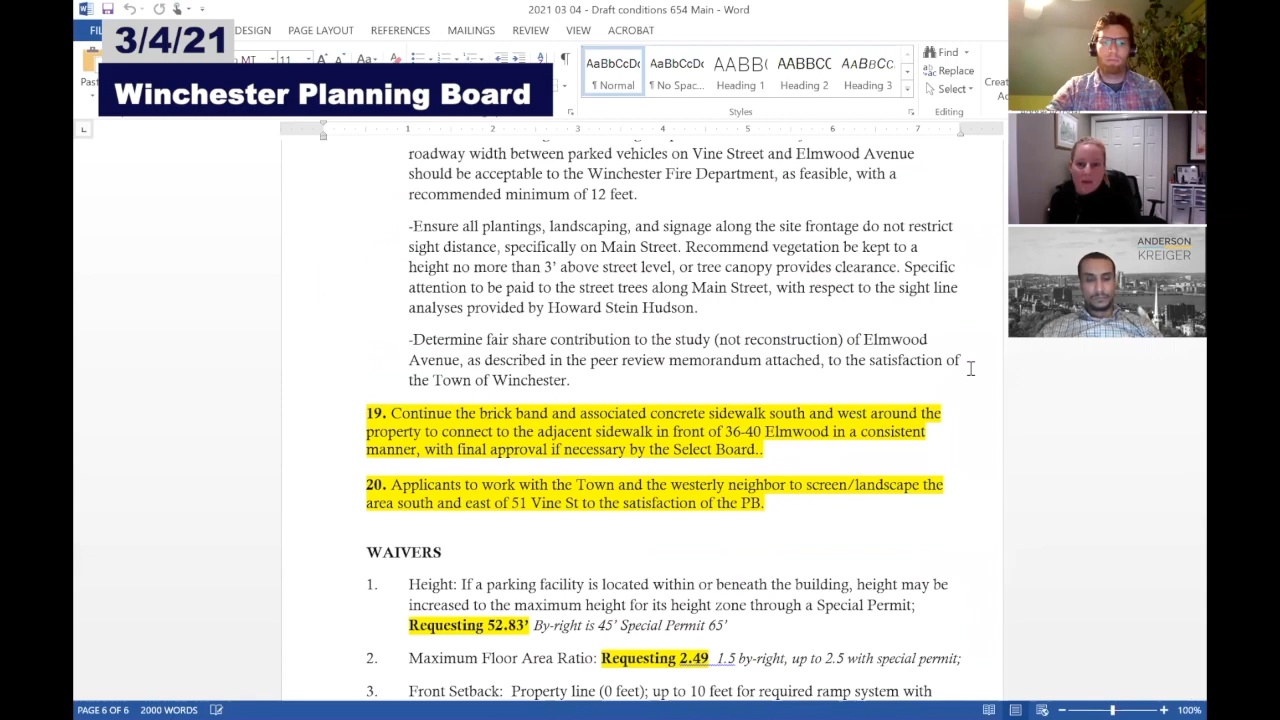 2021 03 04 - Draft conditions 654 Main - Word
3/4/21
Winchester Planning Board
DESIGN PAGE LAYOUT REFERENCES MAILINGS REVIEW VIEW ACROBAT
MT 11
AaBbCcDc AaBbCcDc AABB( AABBCC AABBCC
¶ Normal ¶ No Spac... Heading 1 Heading 2 Heading 3
Find
Replace
Select
Styles
Editing
1 2 3 4 5 6 7
roadway width between parked vehicles on Vine Street and Elmwood Avenue
should be acceptable to the Winchester Fire Department, as feasible, with a
recommended minimum of 12 feet.
-Ensure all plantings, landscaping, and signage along the site frontage do not restrict
sight distance, specifically on Main Street. Recommend vegetation be kept to a
height no more than 3’ above street level, or tree canopy provides clearance. Specific
attention to be paid to the street trees along Main Street, with respect to the sight line
analyses provided by Howard Stein Hudson.
-Determine fair share contribution to the study (not reconstruction) of Elmwood
Avenue, as described in the peer review memorandum attached, to the satisfaction of
the Town of Winchester.
19. Continue the brick band and associated concrete sidewalk south and west around the
property to connect to the adjacent sidewalk in front of 36-40 Elmwood in a consistent
manner, with final approval if necessary by the Select Board..
20. Applicants to work with the Town and the westerly neighbor to screen/landscape the
area south and east of 51 Vine St to the satisfaction of the PB.
WAIVERS
1. Height: If a parking facility is located within or beneath the building, height may be
increased to the maximum height for its height zone through a Special Permit;
Requesting 52.83’ By-right is 45’ Special Permit 65’
2. Maximum Floor Area Ratio: Requesting 2.49 1.5 by-right, up to 2.5 with special permit;
3. Front Setback: Property line (0 feet); up to 10 feet for required ramp system with
PAGE 6 OF 6 2000 WORDS
100%
ANDERSON
KREIGER